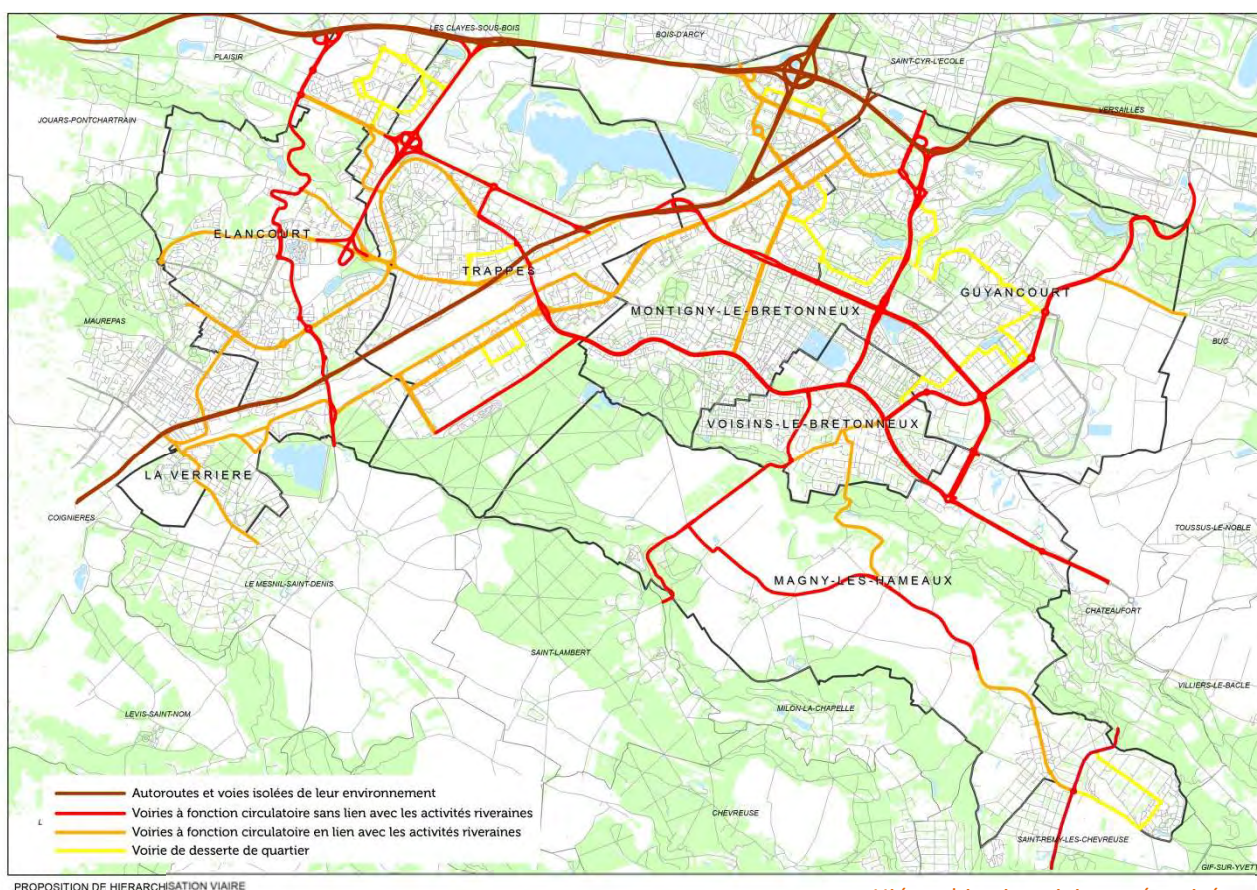 LES CLAYES-SOUS-BOIS
BOIS-D'ARCY
PLAISIR
SAINT-CYR-L'ECOLE
VERSAILLES
JOUARS-PONTCHARTRAIN
ELANCOURT
TRAPPES
GUYANCOURT
MONTIGNY-LE-BRETONNEUX
MAUREPAS
BUC
VOISINS-LE-BRETONNEUX
LA VERRIERE
COIGNIERES
TOUSSUS-LE-NOBLE
LE MESNIL-SAINT-DENIS
MAGNY-LES-HAMEAUX
CHATEAUFORT
SAINT-LAMBERT
VILLIERS-LE-BACLE
LEVIS-SAINT-NOM
MILON-LA-CHAPELLE
Autoroutes et voies isolées de leur environnement
Voiries à fonction circulatoire sans lien avec les activités riveraines
Voiries à fonction circulatoire en lien avec les activités riveraines
Voirie de desserte de quartier
L
CHEVREUSE
SAINT-REMY-LES-CHEVREUSE
GIF-SUR-YVETT
PROPOSITION DE HIERARCHISATION VIAIRE